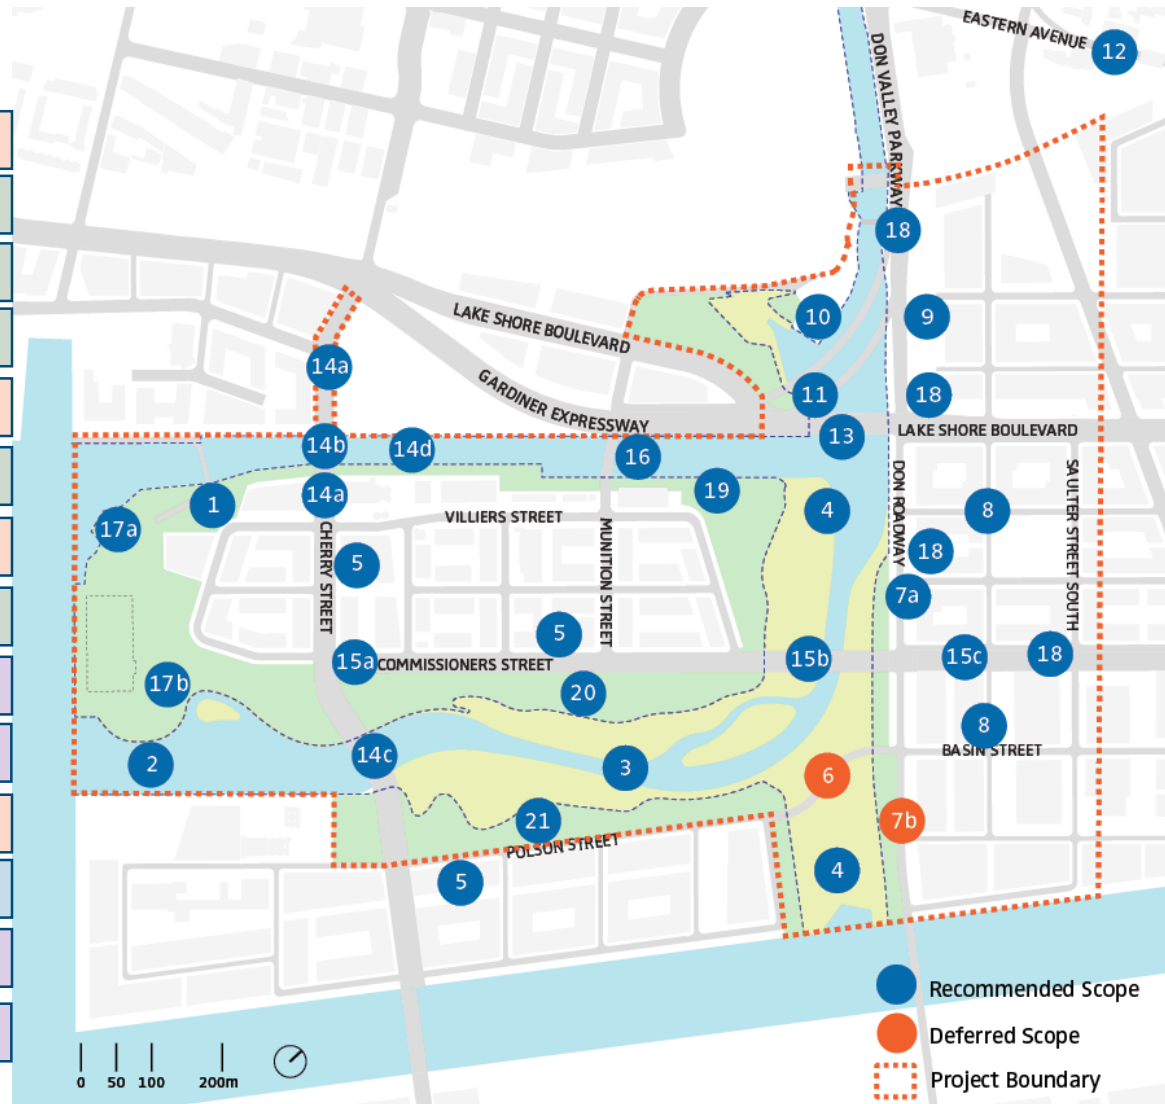 EASTERN AVENUE
12
DON VALLEY PARKWAY
18
10
9
LAKE SHORE BOULEVARD
14a
GARDINER EXPRESSWAY
11
18
13
LAKE SHORE BOULEVARD
14b
14d
16
14a
19
1
17a
VILLIERS STREET
4
8
DON ROADWAY
SAULTER STREET SOUTH
CHERRY STREET
MUNITION STREET
5
18
7a
5
15a
COMMISSIONERS STREET
15b
15c
18
17b
20
8
BASIN STREET
2
14c
3
6
21
7b
POLSON STREET
5
4
Recommended Scope
Deferred Scope
Project Boundary
0 50 100 200m